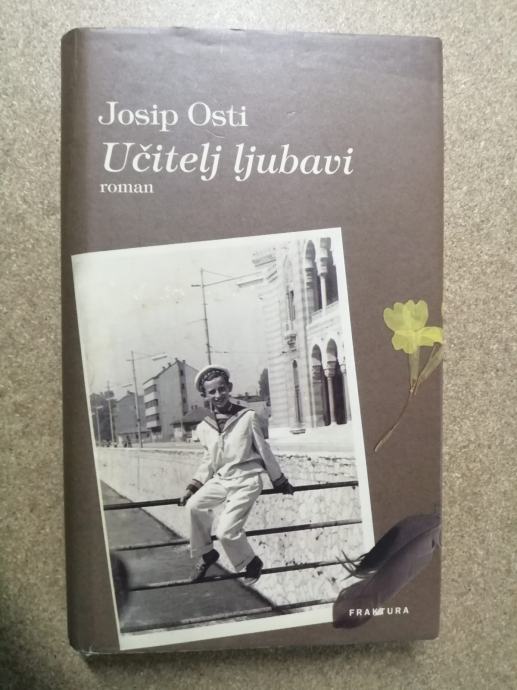 Josip Osti
Učitelj ljubavi
roman
FRAKTURA